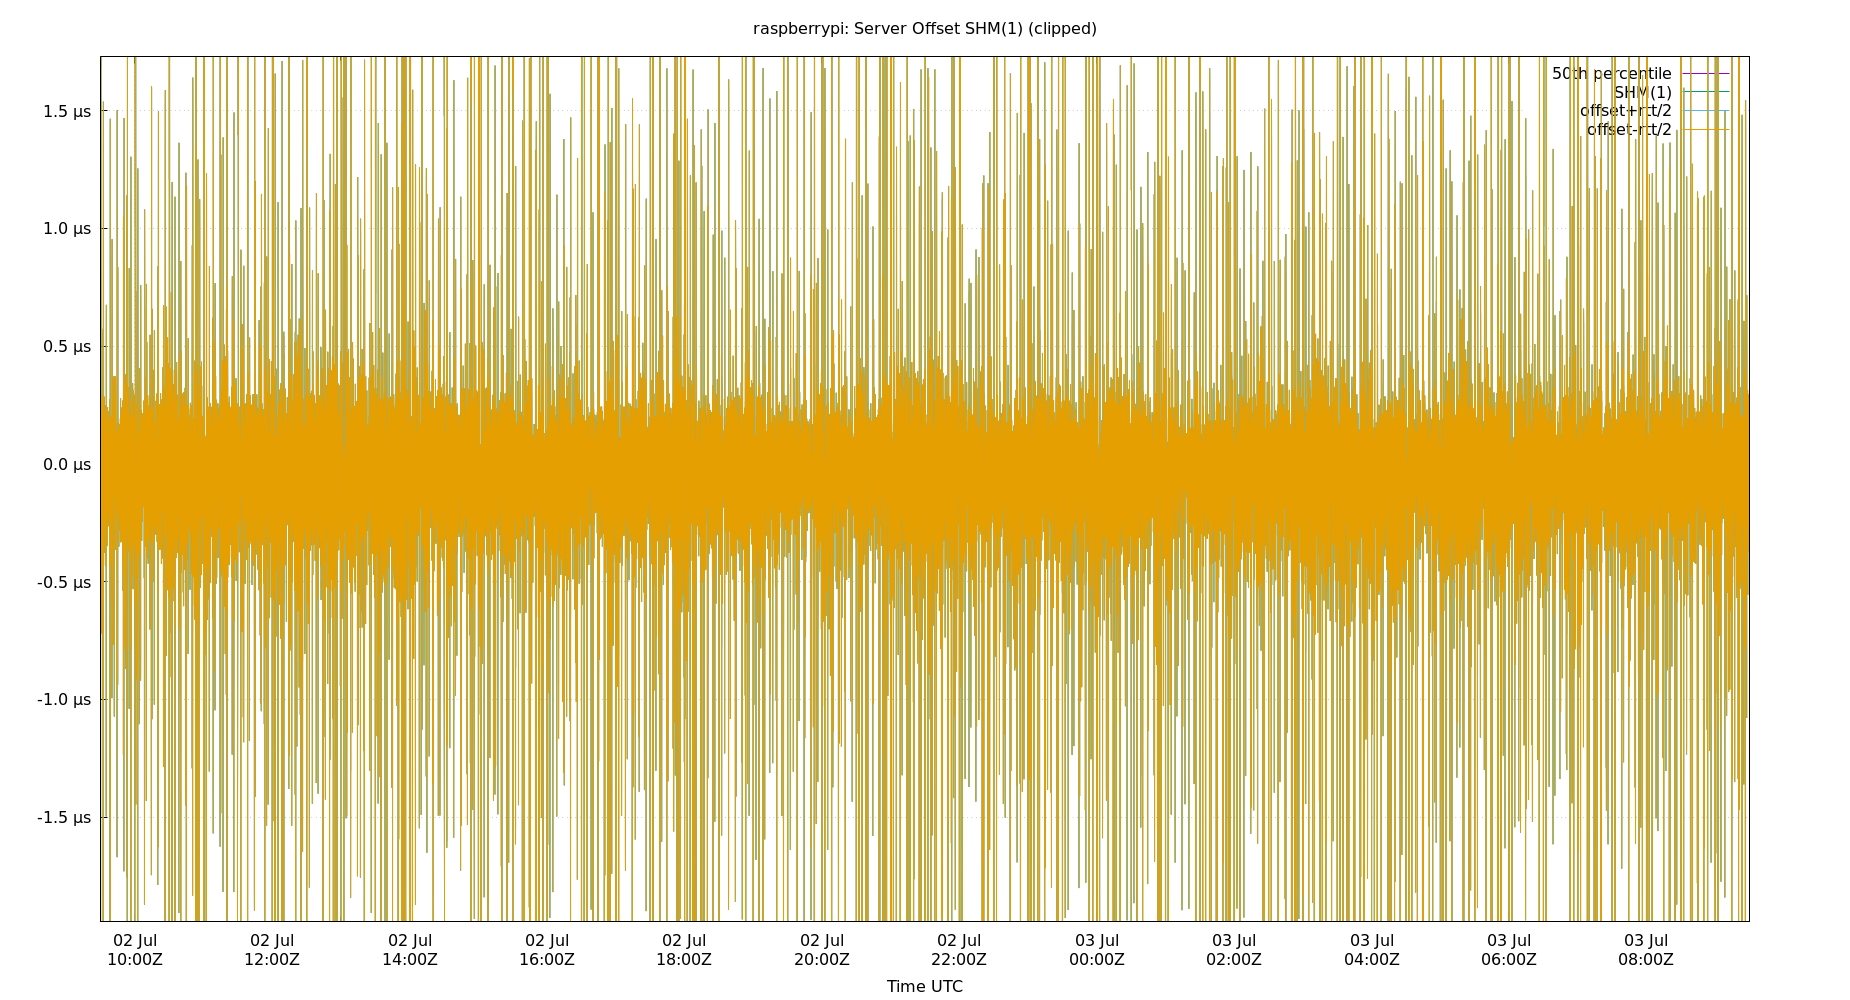 raspberrypi: Server Offset SHM(1) (clipped)
50th percentile
SHM(1)
offset+rtt/2
offset-rtt/2
1.5 µs
1.0 µs
0.5 µs
0.0 µs
-0.5 µs
-1.0 µs
-1.5 µs
02 Jul 02 Jul 02 Jul 02 Jul 02 Jul 02 Jul 02 Jul 03 Jul 03 Jul 03 Jul 03 Jul 03 Jul
10:00Z 12:00Z 14:00Z 16:00Z 18:00Z 20:00Z 22:00Z 00:00Z 02:00Z 04:00Z 06:00Z 08:00Z
Time UTC